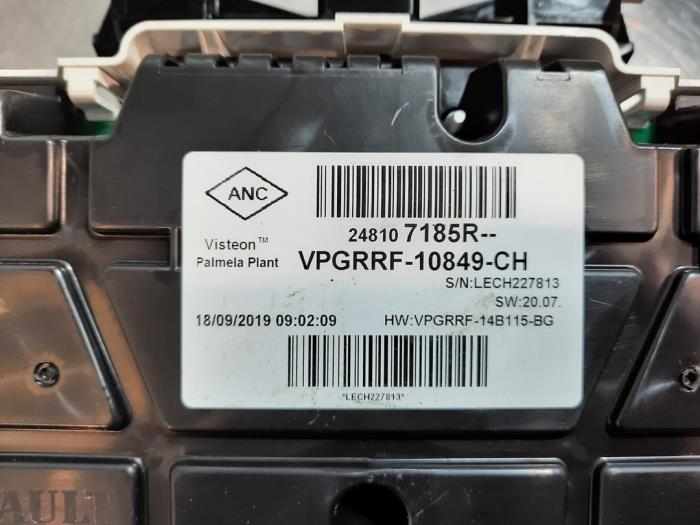 ANC
24810 7185R--
Visteon™
Palmela Plant
VPGRRF-10849-CH
S/N:LECH227813
SW:20.07.
18/09/2019 09:02:09
HW:VPGRRF-14B115-BG
*LECH227813*
AULT